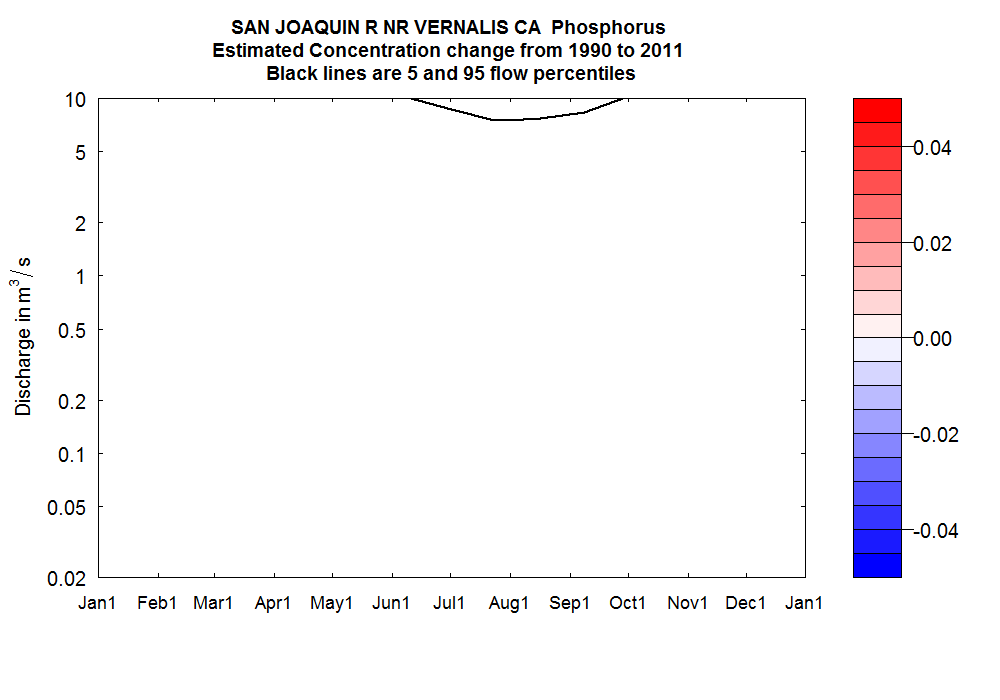 SAN JOAQUIN R NR VERNALIS CA  Phosphorus
Estimated Concentration change from 1990 to 2011
Black lines are 5 and 95 flow percentiles
Discharge in m³/s
10
5
2
1
0.5
0.2
0.1
0.05
0.02
Jan1 Feb1 Mar1 Apr1 May1 Jun1 Jul1 Aug1 Sep1 Oct1 Nov1 Dec1 Jan1
0.04
0.02
0.00
-0.02
-0.04